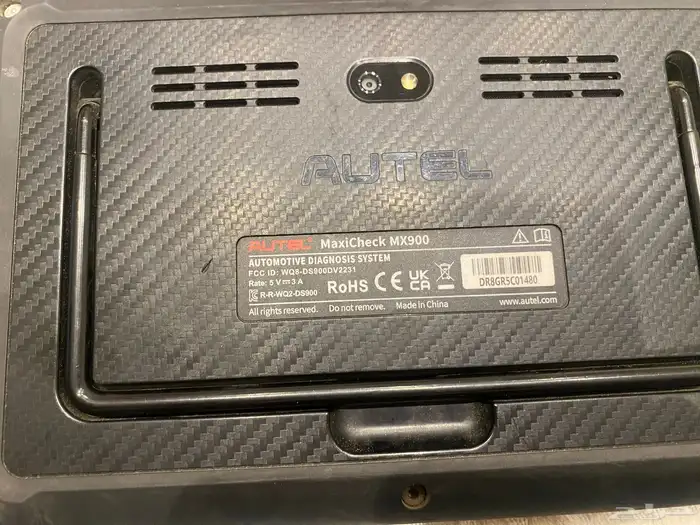 AUTEL
AUTEL MaxiCheck MX900
AUTOMOTIVE DIAGNOSIS SYSTEM
FCC ID: WQ8-DS900DV2231
Rate: 5 V⎓3 A
R-R-WQ2-DS900
RoHS CE UK CA
DR8GR5C01480
All rights reserved. Do not remove. Made in China www.autel.com